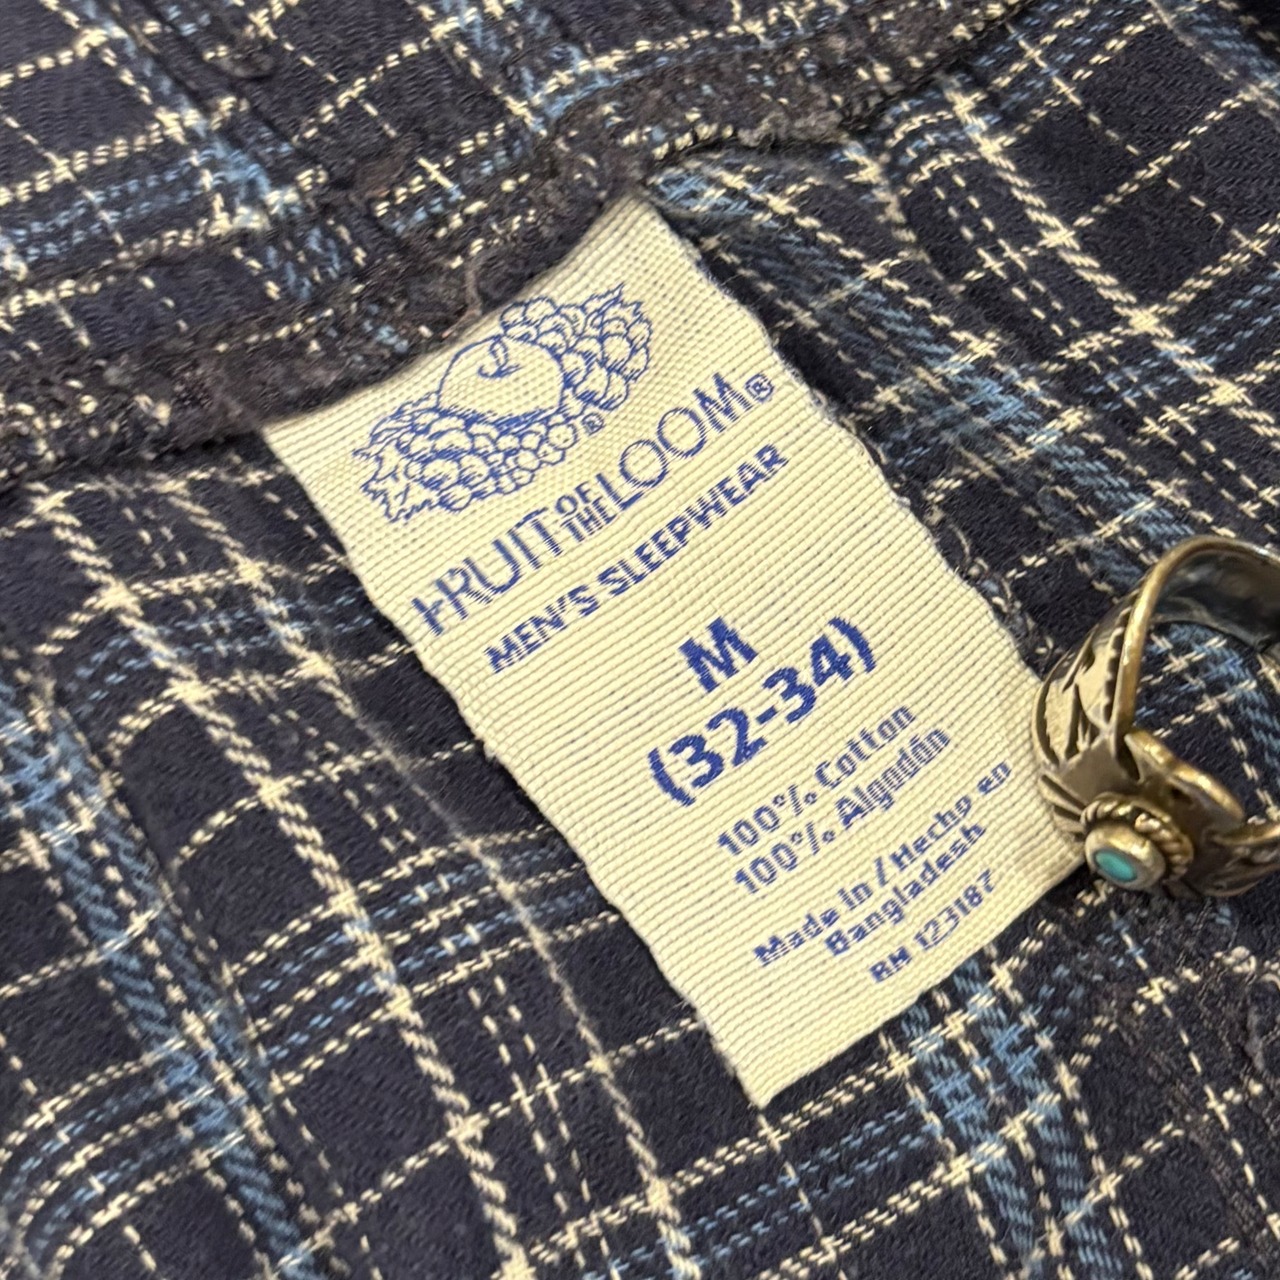 ®
FRUIT OF THE LOOM®
MEN'S SLEEPWEAR
M
(32-34)
100% Cotton
100% Algodón
Made in / Hecho en
Bangladesh
RN 123187